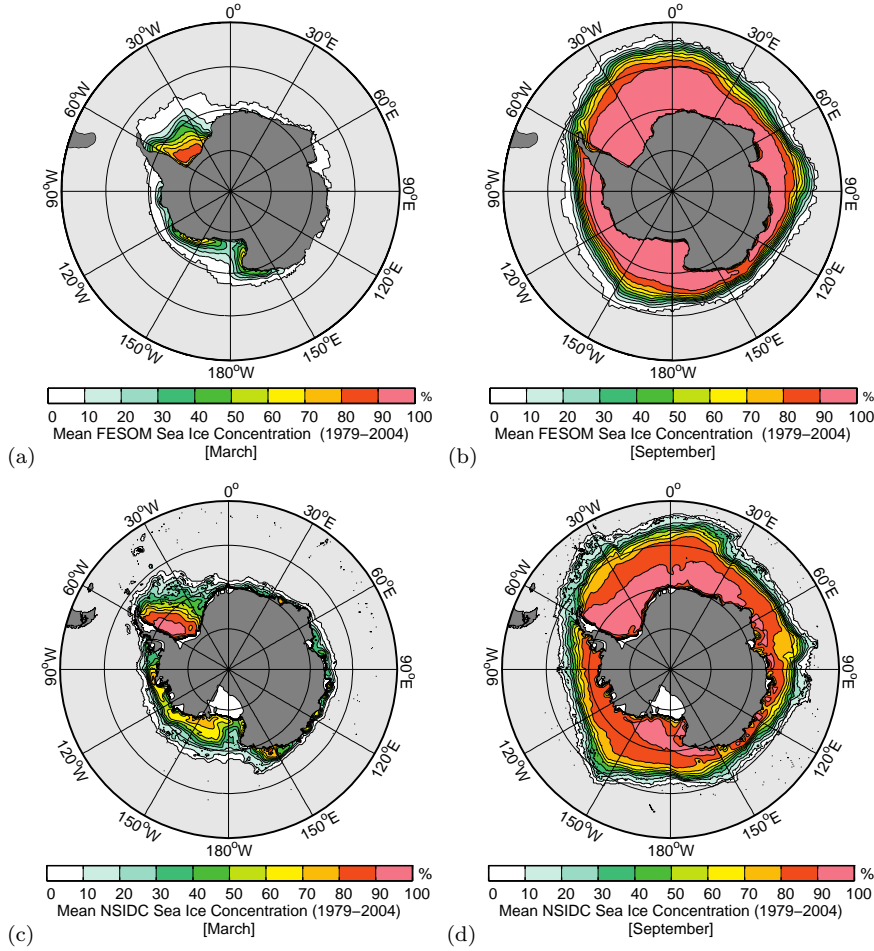 0°
30°W
30°E
60°W
60°E
90°W
90°E
120°W
120°E
150°W
150°E
180°W
%
0 10 20 30 40 50 60 70 80 90 100
Mean FESOM Sea Ice Concentration (1979–2004)
[March]
(a)
0°
30°W
30°E
60°W
60°E
90°W
90°E
120°W
120°E
150°W
150°E
180°W
%
0 10 20 30 40 50 60 70 80 90 100
Mean FESOM Sea Ice Concentration (1979–2004)
[September]
(b)
0°
30°W
30°E
60°W
60°E
90°W
90°E
120°W
120°E
150°W
150°E
180°W
%
0 10 20 30 40 50 60 70 80 90 100
Mean NSIDC Sea Ice Concentration (1979–2004)
[March]
(c)
0°
30°W
30°E
60°W
60°E
90°W
90°E
120°W
120°E
150°W
150°E
180°W
%
0 10 20 30 40 50 60 70 80 90 100
Mean NSIDC Sea Ice Concentration (1979–2004)
[September]
(d)